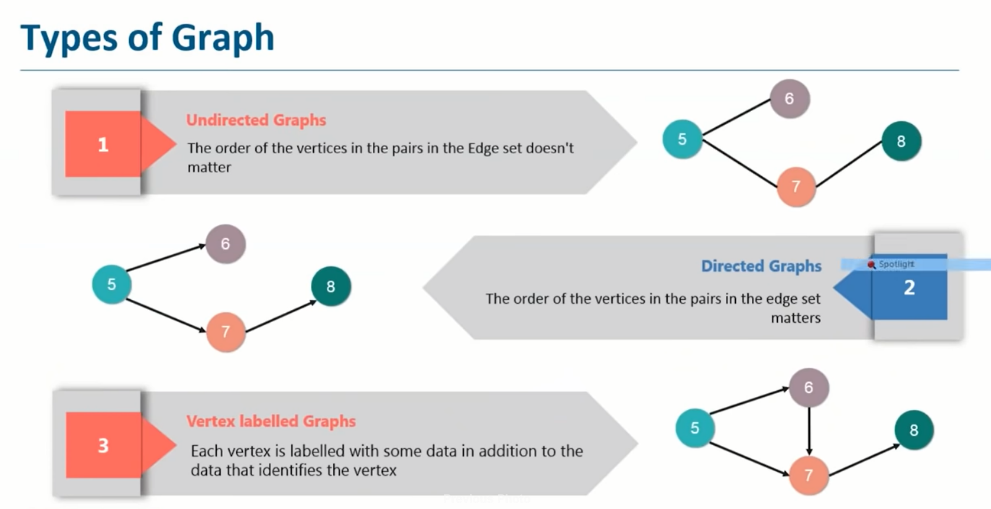 Types of Graph
1
Undirected Graphs
The order of the vertices in the pairs in the Edge set doesn't
matter
5
6
7
8
5
6
7
8
Directed Graphs
The order of the vertices in the pairs in the edge set
matters
Spotlight
2
3
Vertex labelled Graphs
Each vertex is labelled with some data in addition to the
data that identifies the vertex
5
6
7
8